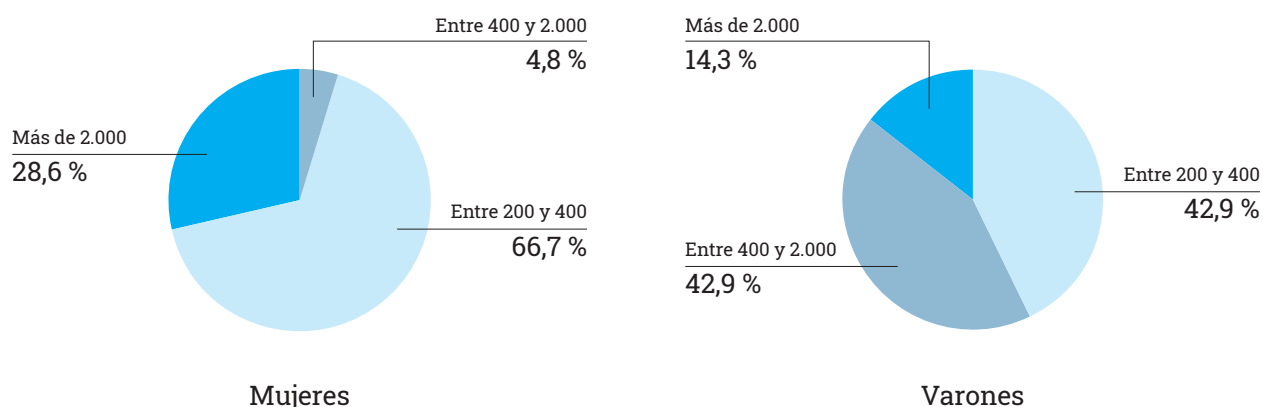 Entre 400 y 2.000
4,8 %
Más de 2.000
28,6 %
Entre 200 y 400
66,7 %
Mujeres
Más de 2.000
14,3 %
Entre 200 y 400
42,9 %
Entre 400 y 2.000
42,9 %
Varones